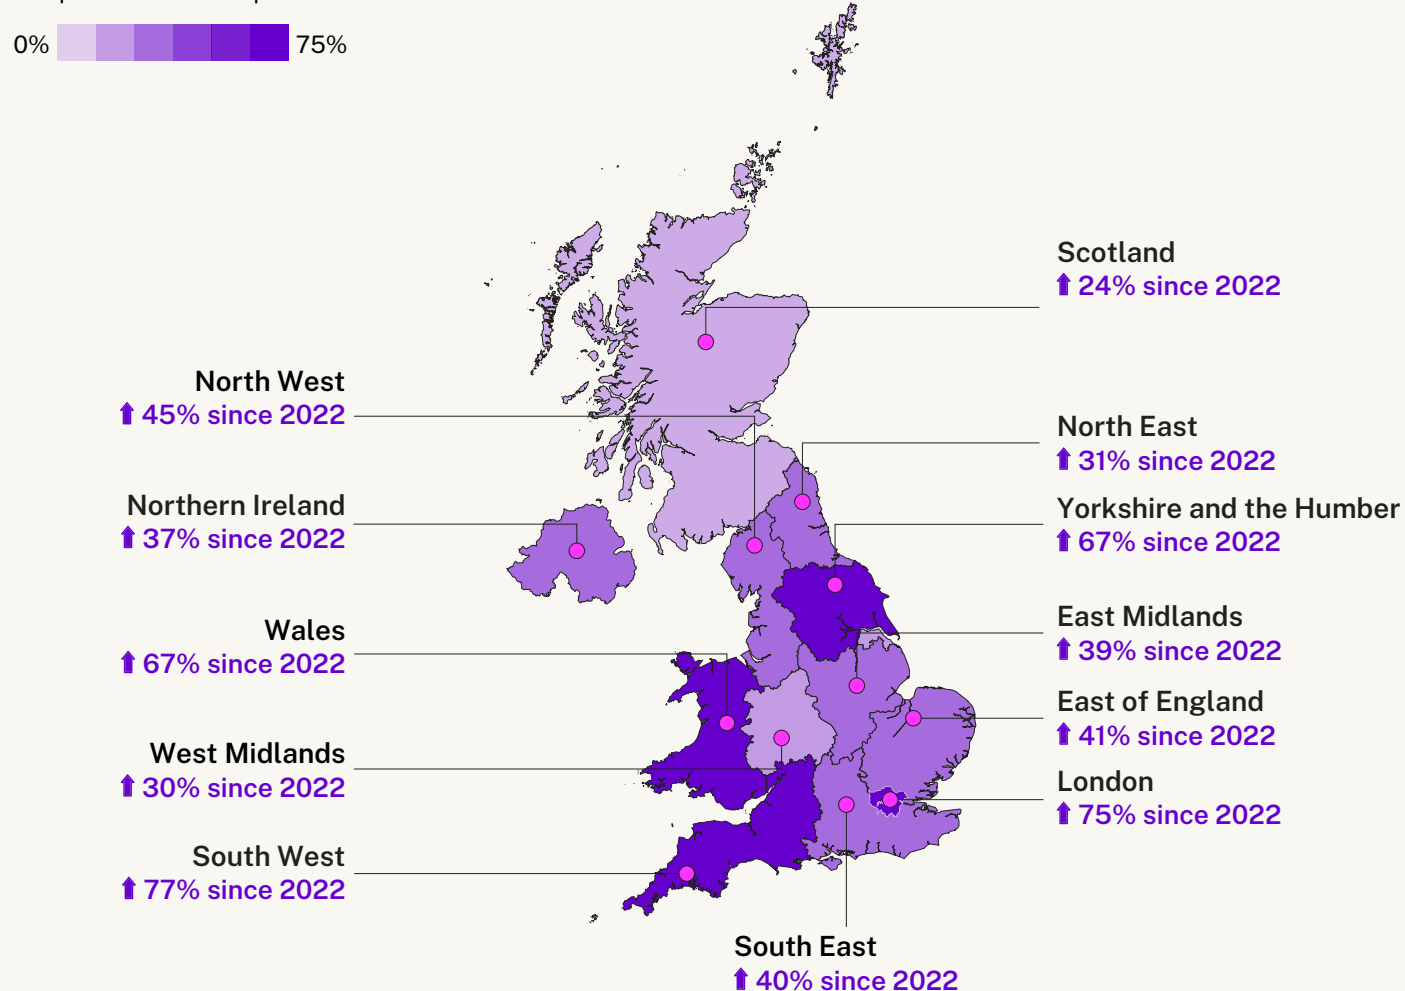 0%
75%
Scotland
⬆ 24% since 2022
North West
⬆ 45% since 2022
North East
⬆ 31% since 2022
Northern Ireland
⬆ 37% since 2022
Yorkshire and the Humber
⬆ 67% since 2022
Wales
⬆ 67% since 2022
East Midlands
⬆ 39% since 2022
East of England
⬆ 41% since 2022
West Midlands
⬆ 30% since 2022
London
⬆ 75% since 2022
South West
⬆ 77% since 2022
South East
⬆ 40% since 2022